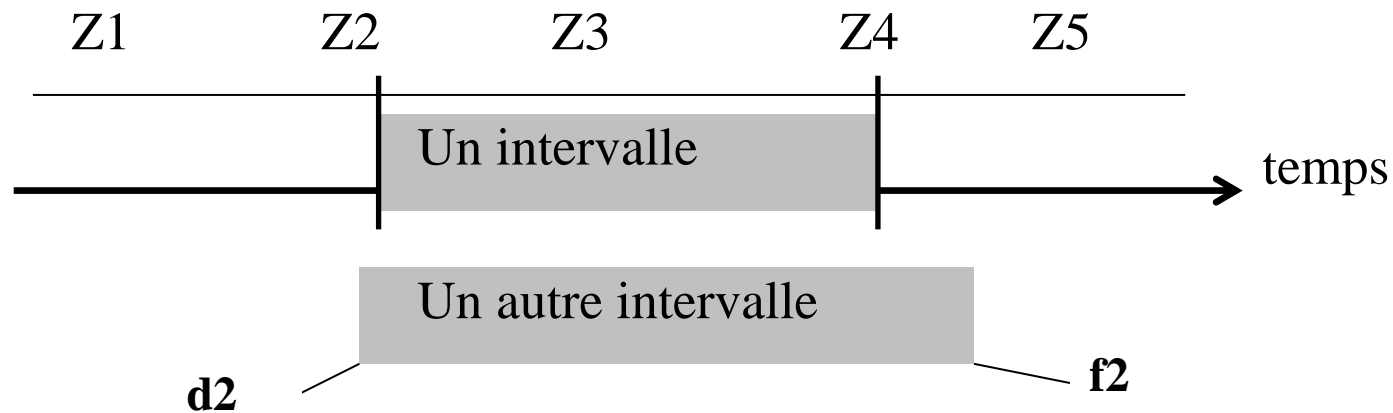 Z1 Z2 Z3 Z4 Z5
Un intervalle
temps
Un autre intervalle
d2
f2